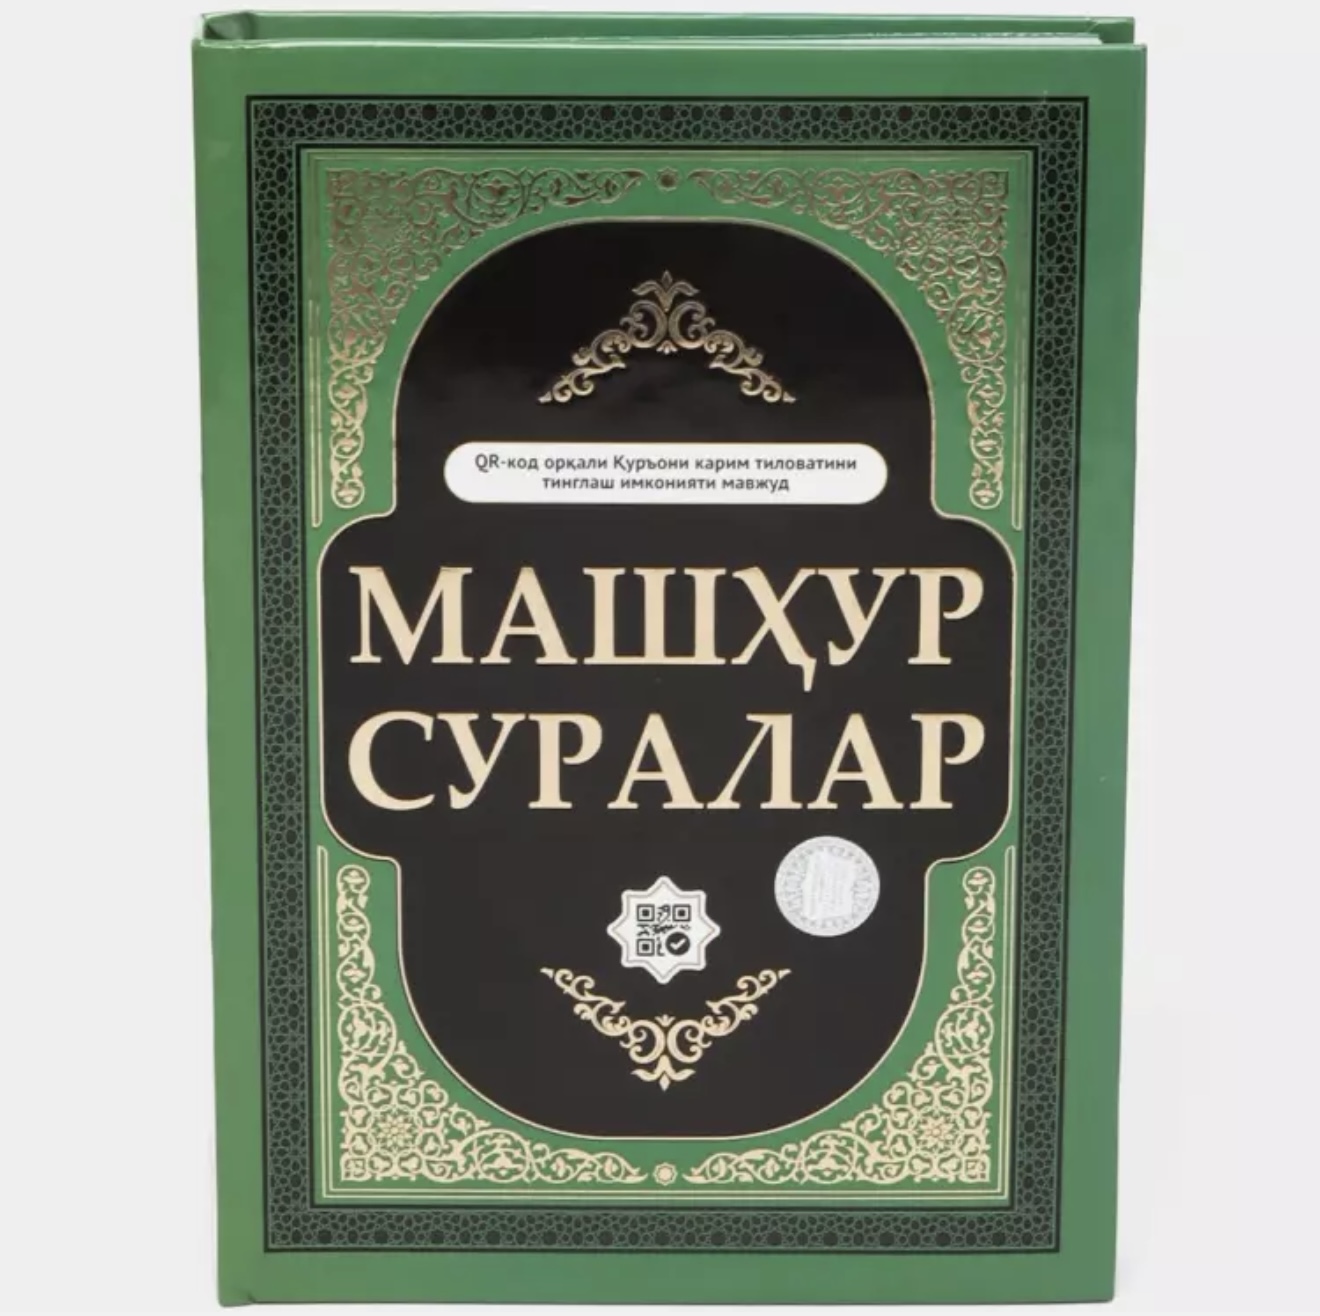 QR-код орқали Қуръони карим тиловатини
тинглаш имконияти мавжуд
МАШҲУР
СУРАЛАР